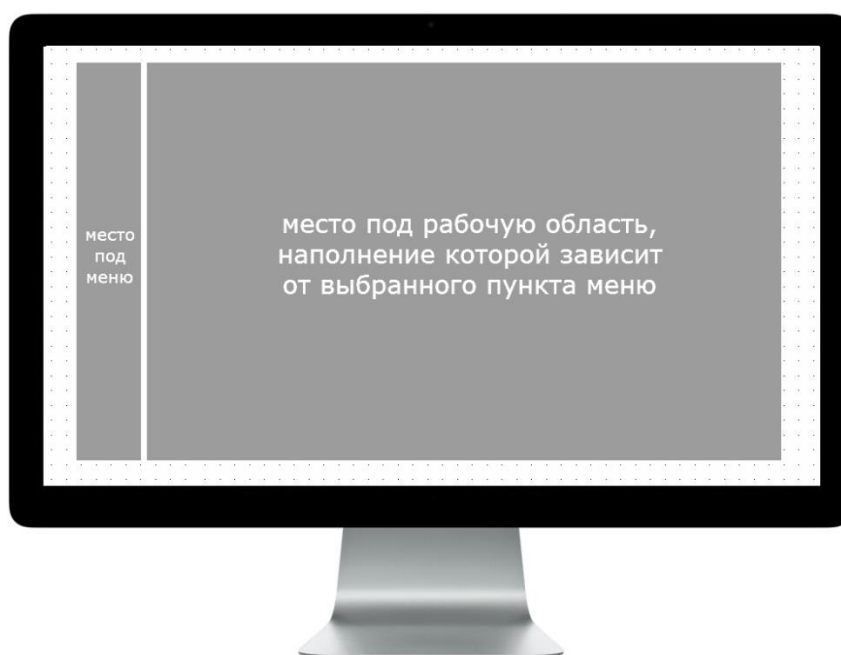 место
под
меню
место под рабочую область,
наполнение которой зависит
от выбранного пункта меню